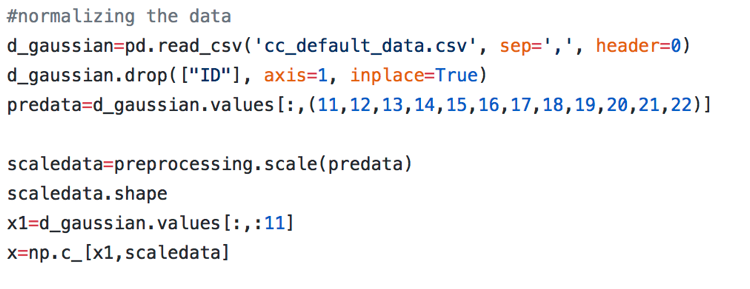 #normalizing the data
d_gaussian=pd.read_csv('cc_default_data.csv', sep=',', header=0)
d_gaussian.drop(["ID"], axis=1, inplace=True)
predata=d_gaussian.values[:,(11,12,13,14,15,16,17,18,19,20,21,22)]
scaledata=preprocessing.scale(predata)
scaledata.shape
x1=d_gaussian.values[:,:11]
x=np.c_[x1,scaledata]